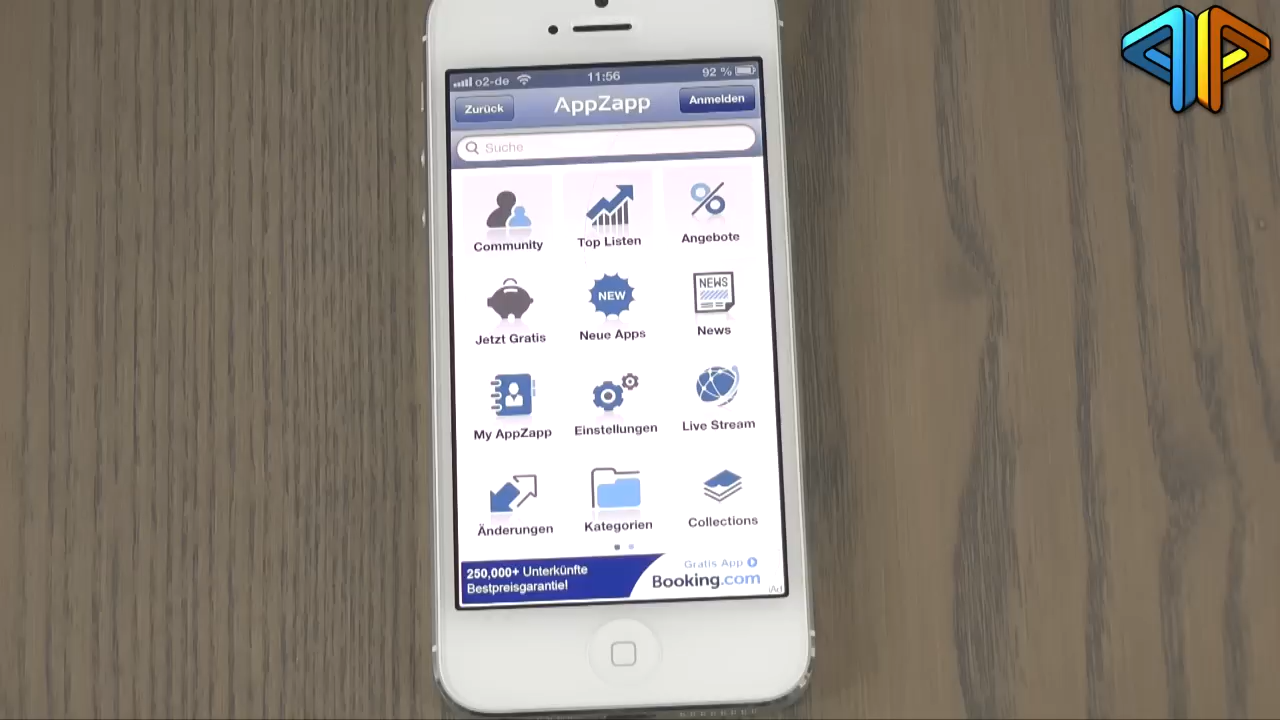 o2-de 11:56 92 %
Zurück AppZapp Anmelden
Suche
Community Top Listen Angebote
NEW NEWS
Jetzt Gratis Neue Apps News
My AppZapp Einstellungen Live Stream
Änderungen Kategorien Collections
250,000+ Unterkünfte
Bestpreisgarantie!
Gratis App
Booking.com
iAd